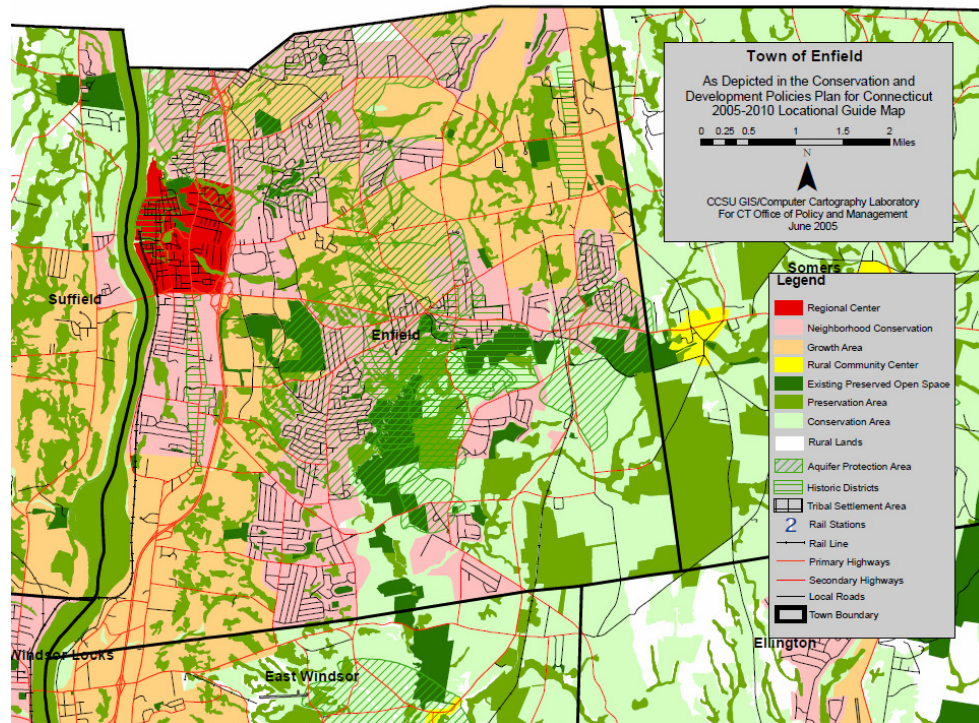 Town of Enfield
As Depicted in the Conservation and
Development Policies Plan for Connecticut
2005-2010 Locational Guide Map
0 0.25 0.5 1 1.5 2
Miles
N
CCSU GIS/Computer Cartography Laboratory
For CT Office of Policy and Management
June 2005
Somers
Legend
Regional Center
Neighborhood Conservation
Growth Area
Rural Community Center
Existing Preserved Open Space
Preservation Area
Conservation Area
Rural Lands
Aquifer Protection Area
Historic Districts
Tribal Settlement Area
2 Rail Stations
Rail Line
Primary Highways
Secondary Highways
Local Roads
Town Boundary
Suffield
Enfield
Ellington
Windsor Locks
East Windsor